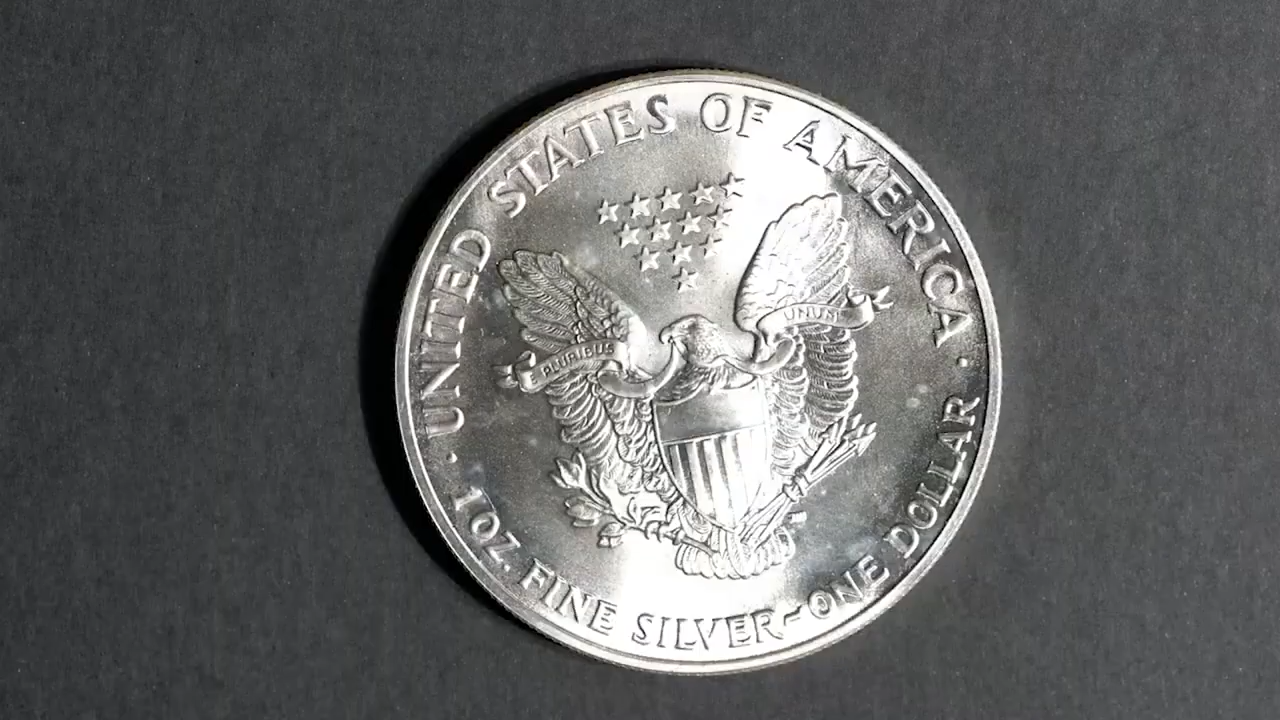 · UNITED STATES OF AMERICA ·
E PLURIBUS
UNUM
1 OZ. FINE SILVER~ONE DOLLAR